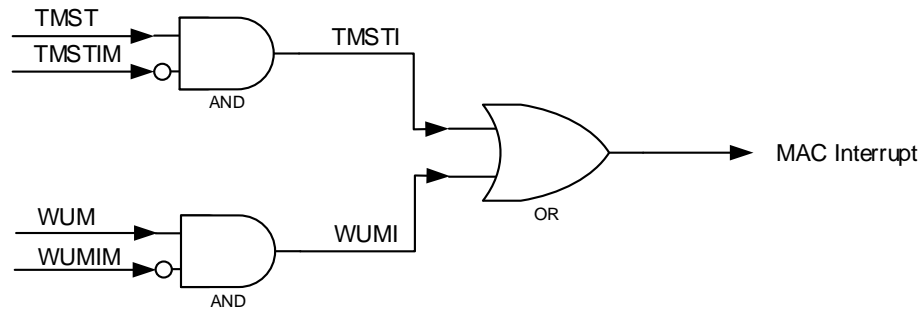 TMST
TMSTIM
TMSTI
AND
MAC Interrupt
OR
WUM
WUMIM
WUMI
AND